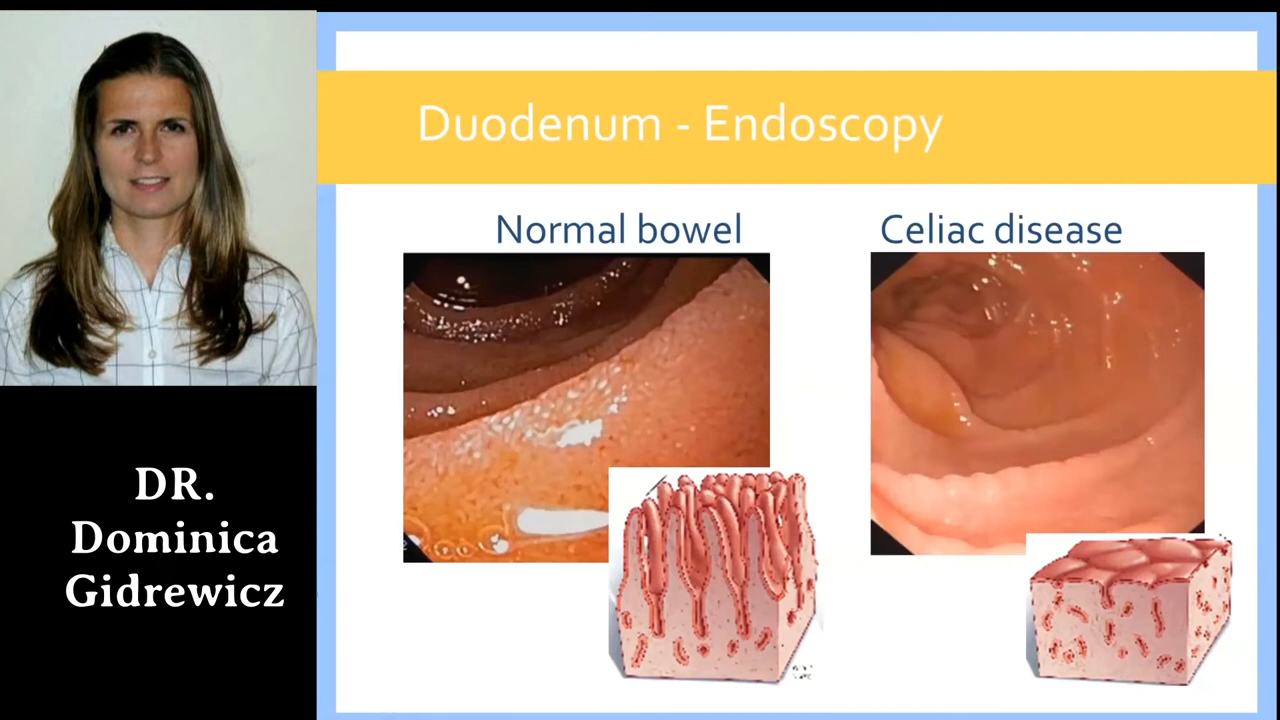 Duodenum - Endoscopy
Normal bowel
Celiac disease
DR.
Dominica
Gidrewicz